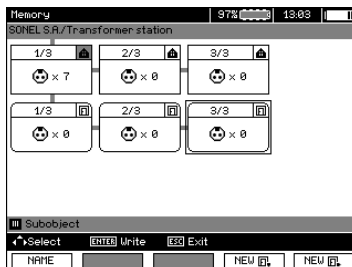 Memory 97% 13:03
SONEL S.A./Transformer station
1/3 2/3 3/3
× 7 × 0 × 0
1/3 2/3 3/3
× 0 × 0 × 0
Subobject
Select ENTER Write ESC Exit
NAME NEW NEW